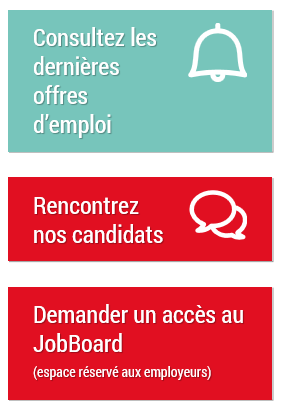 Consultez les
dernières
offres
d’emploi
Rencontrez
nos candidats
Demander un accès au
JobBoard
(espace réservé aux employeurs)